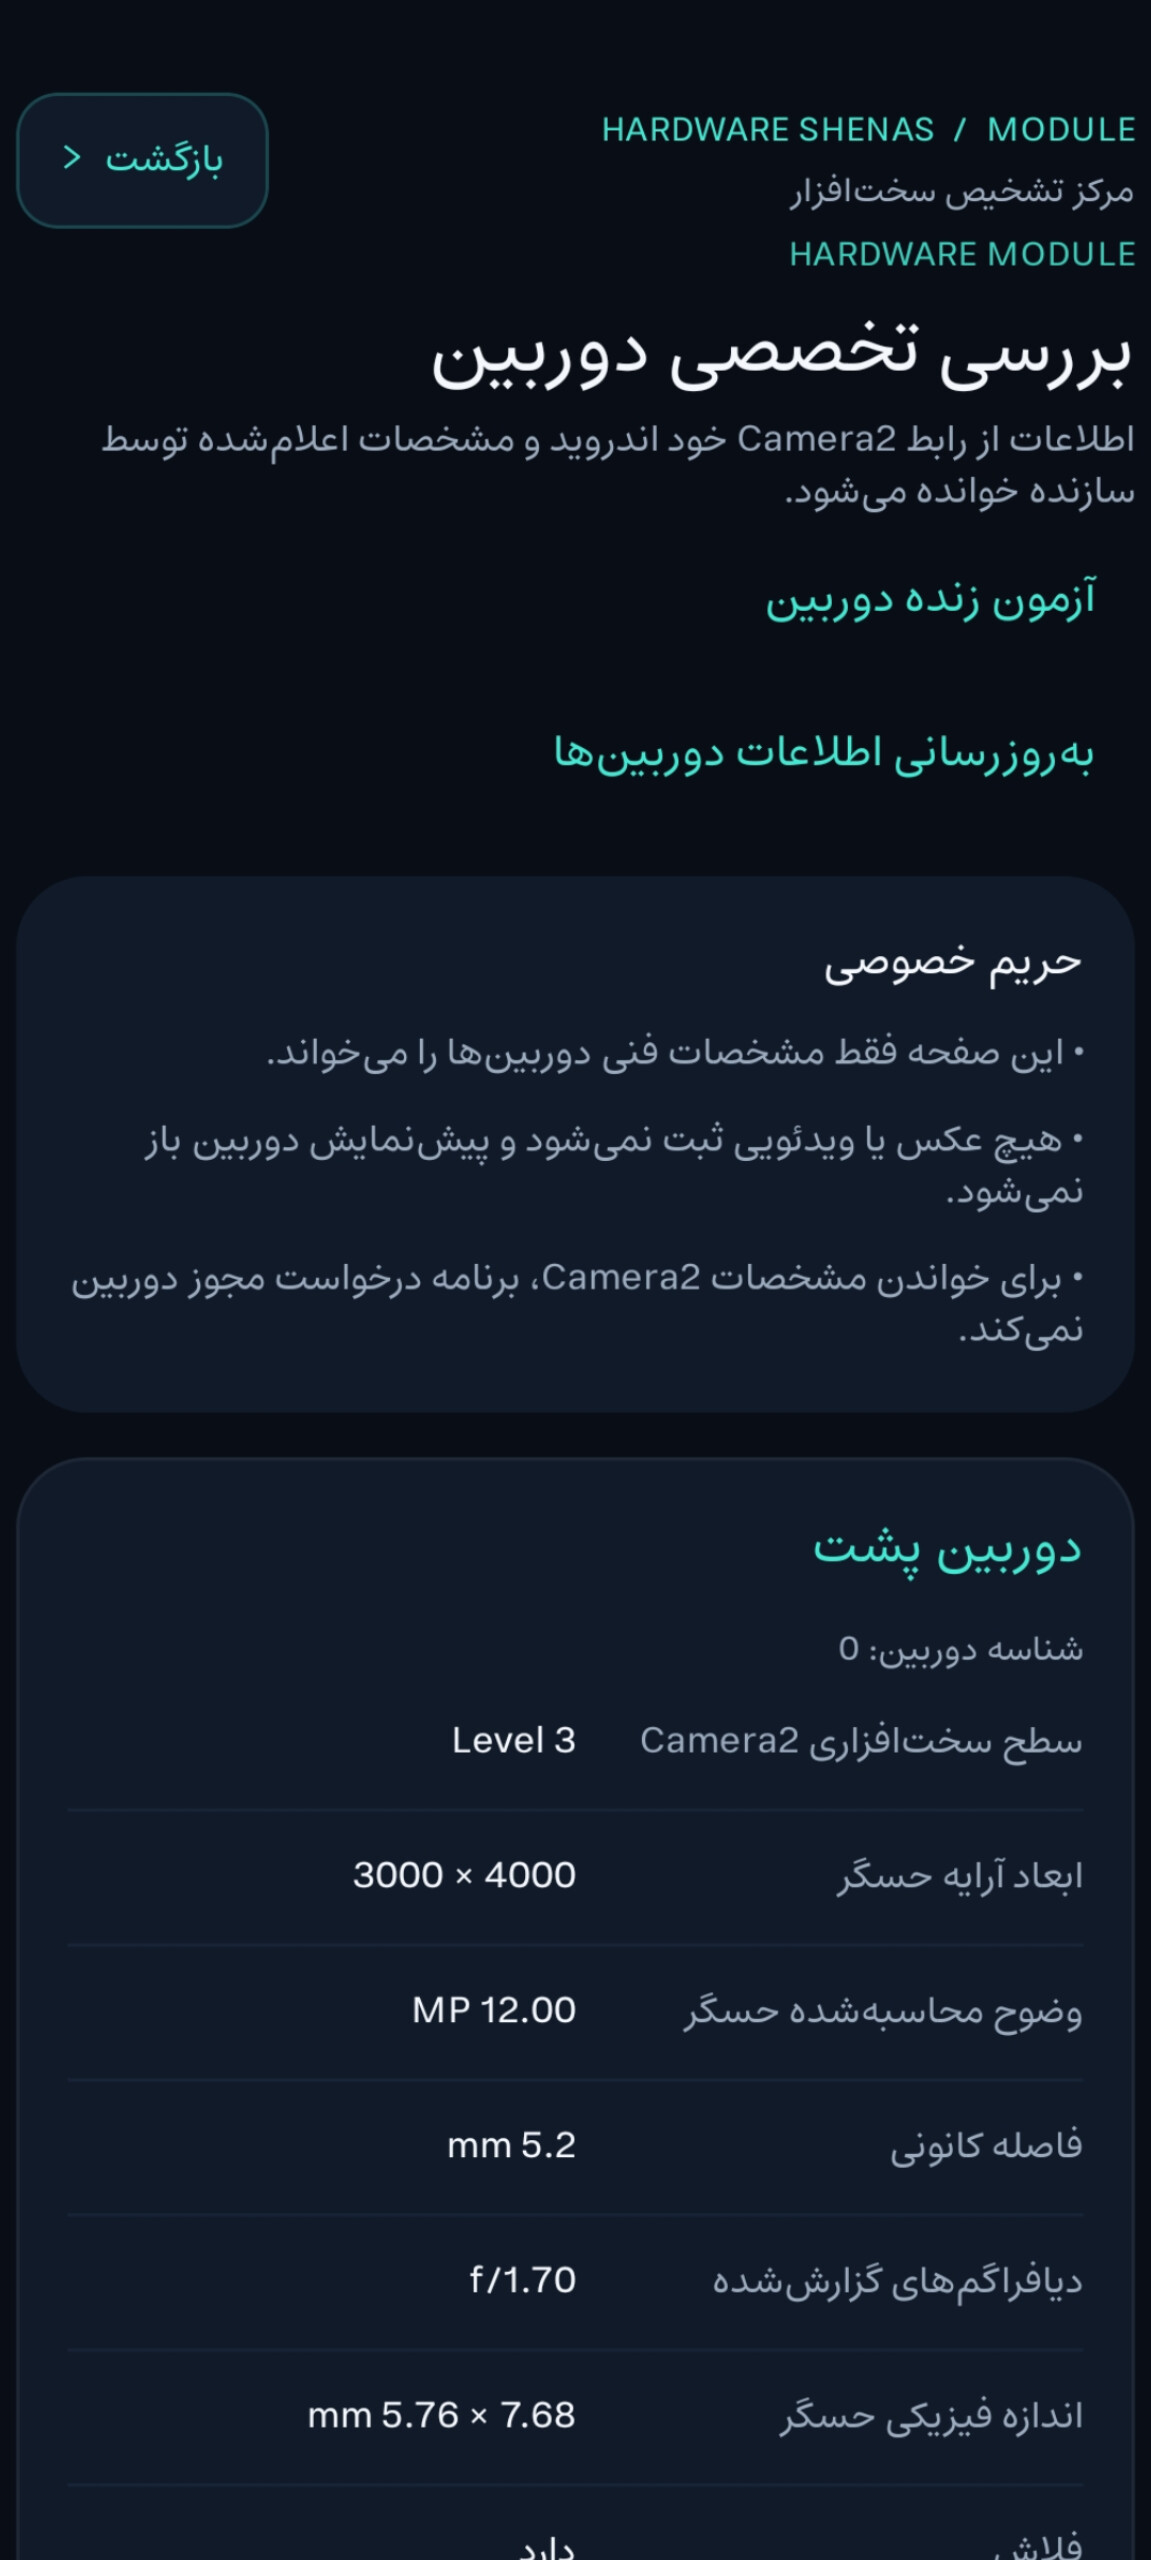 HARDWARE SHENAS / MODULE
بازگشت >
مرکز تشخیص سخت‌افزار
HARDWARE MODULE
بررسی تخصصی دوربین
اطلاعات از رابط Camera2 خود اندروید و مشخصات اعلام‌شده توسط
سازنده خوانده می‌شود.
آزمون زنده دوربین
به‌روزرسانی اطلاعات دوربین‌ها
حریم خصوصی
• این صفحه فقط مشخصات فنی دوربین‌ها را می‌خواند.
• هیچ عکس یا ویدئویی ثبت نمی‌شود و پیش‌نمایش دوربین باز
نمی‌شود.
• برای خواندن مشخصات Camera2، برنامه درخواست مجوز دوربین
نمی‌کند.
دوربین پشت
شناسه دوربین: 0
سطح سخت‌افزاری Camera2 Level 3
ابعاد آرایه حسگر 4000 × 3000
وضوح محاسبه‌شده حسگر 12.00 MP
فاصله کانونی 5.2 mm
دیافراگم‌های گزارش‌شده f/1.70
اندازه فیزیکی حسگر 7.68 × 5.76 mm
فلاش دارد